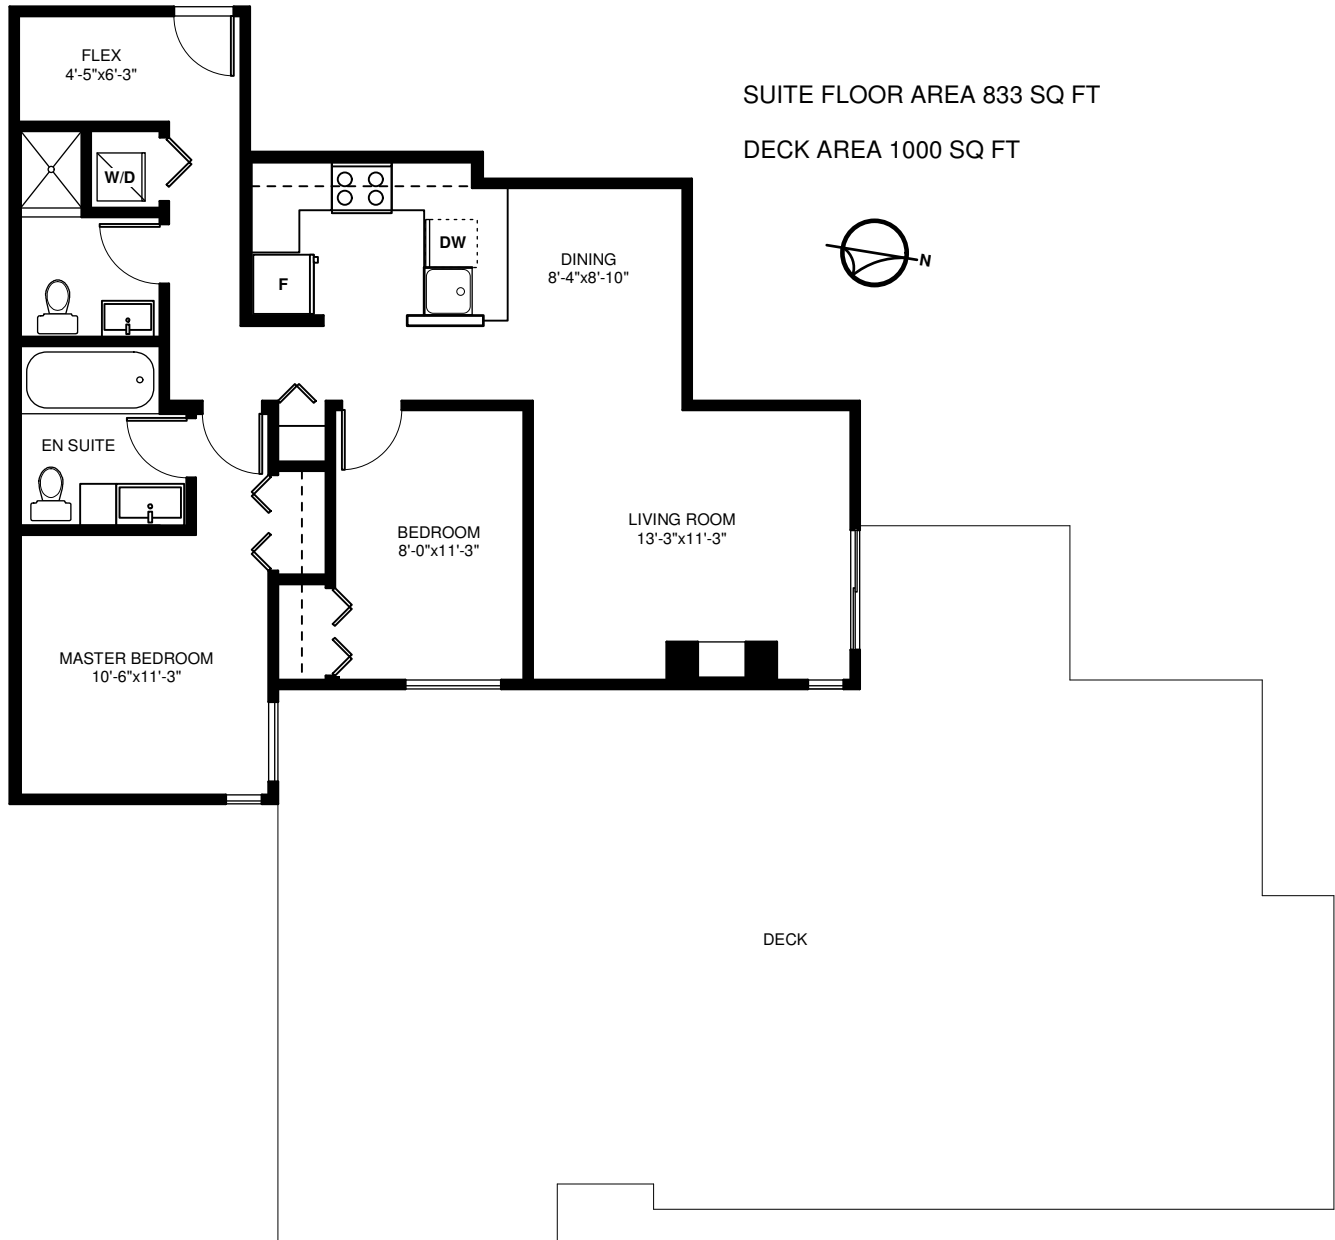 FLEX
4'-5"x6'-3"
SUITE FLOOR AREA 833 SQ FT
DECK AREA 1000 SQ FT
W/D
DW
F
DINING
8'-4"x8'-10"
N
EN SUITE
BEDROOM
8'-0"x11'-3"
LIVING ROOM
13'-3"x11'-3"
MASTER BEDROOM
10'-6"x11'-3"
DECK